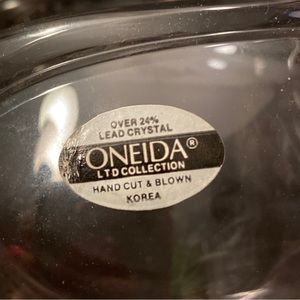 OVER 24%
LEAD CRYSTAL
ONEIDA®
LTD COLLECTION
HAND CUT & BLOWN
KOREA